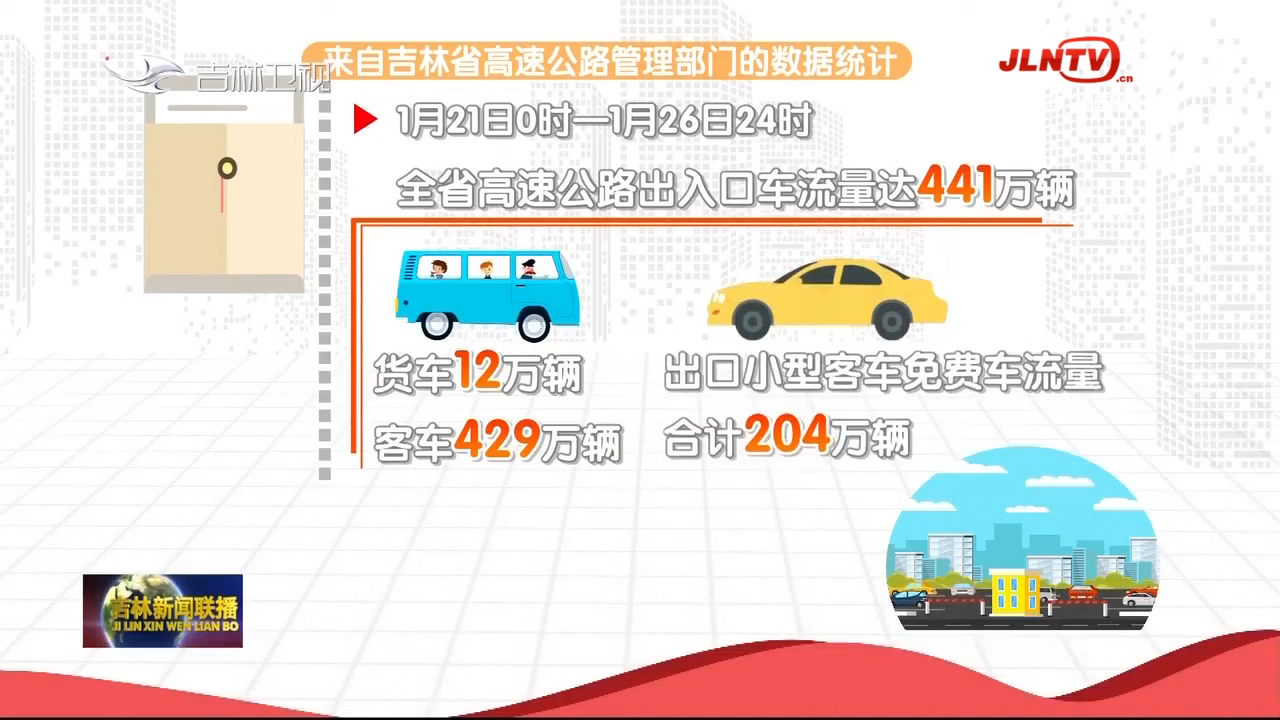 来自吉林省高速公路管理部门的数据统计
吉林卫视
JLNTV.cn
1月21日0时—1月26日24时
全省高速公路出入口车流量达441万辆
货车12万辆
客车429万辆
出口小型客车免费车流量
合计204万辆
吉林新闻联播
JI LIN XIN WEN LIAN BO